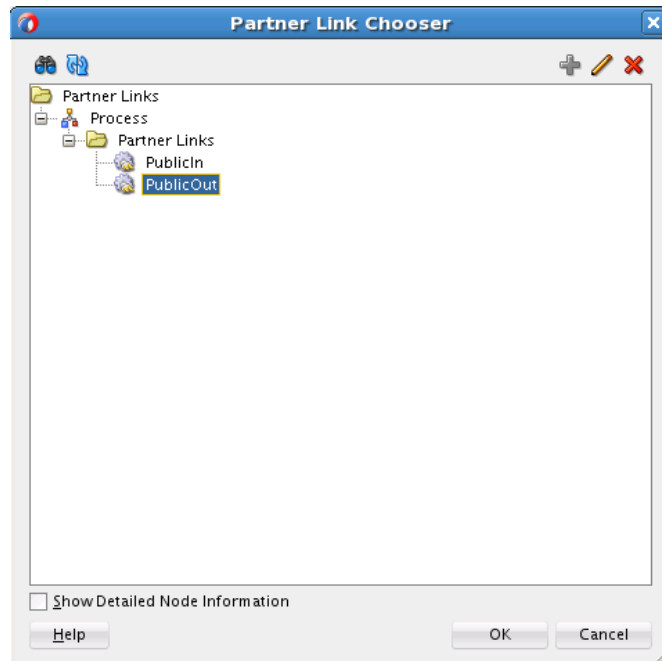 Partner Link Chooser
Partner Links
Process
Partner Links
PublicIn
PublicOut
Show Detailed Node Information
Help
OK
Cancel